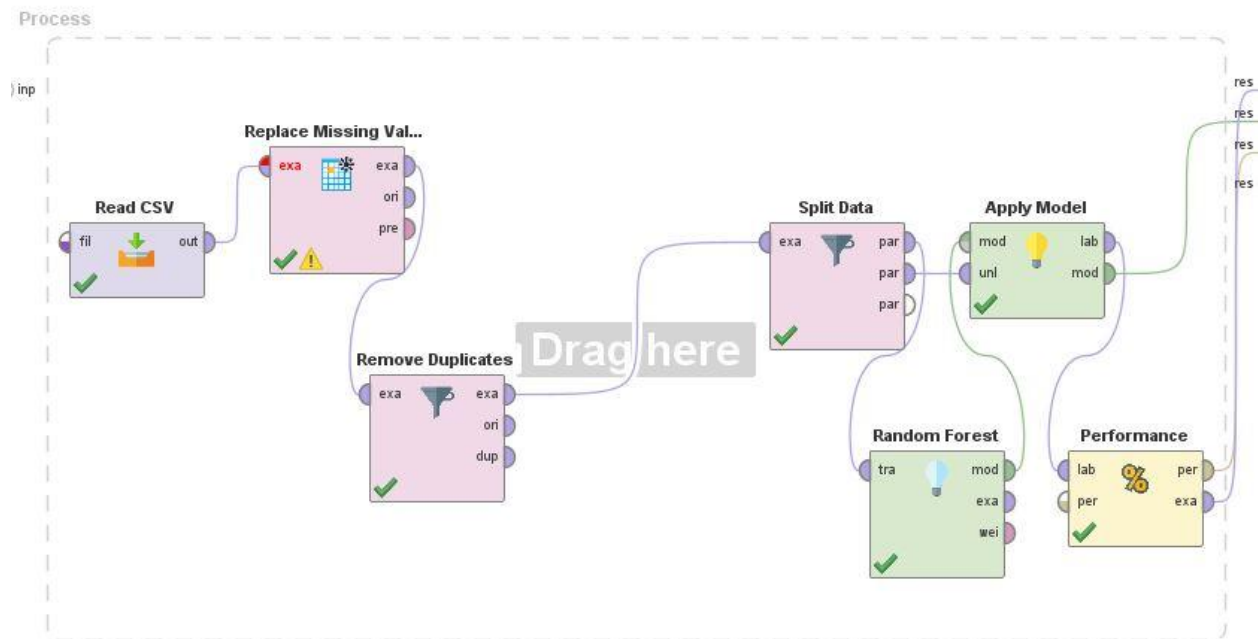 Process
inp
res
res
res
res
Replace Missing Val...
exa
exa
ori
pre
Read CSV
fil
out
Split Data
exa
par
par
par
Apply Model
mod
lab
unl
mod
Drag here
Remove Duplicates
exa
exa
ori
dup
Random Forest
tra
mod
exa
wei
Performance
lab
per
per
exa
%